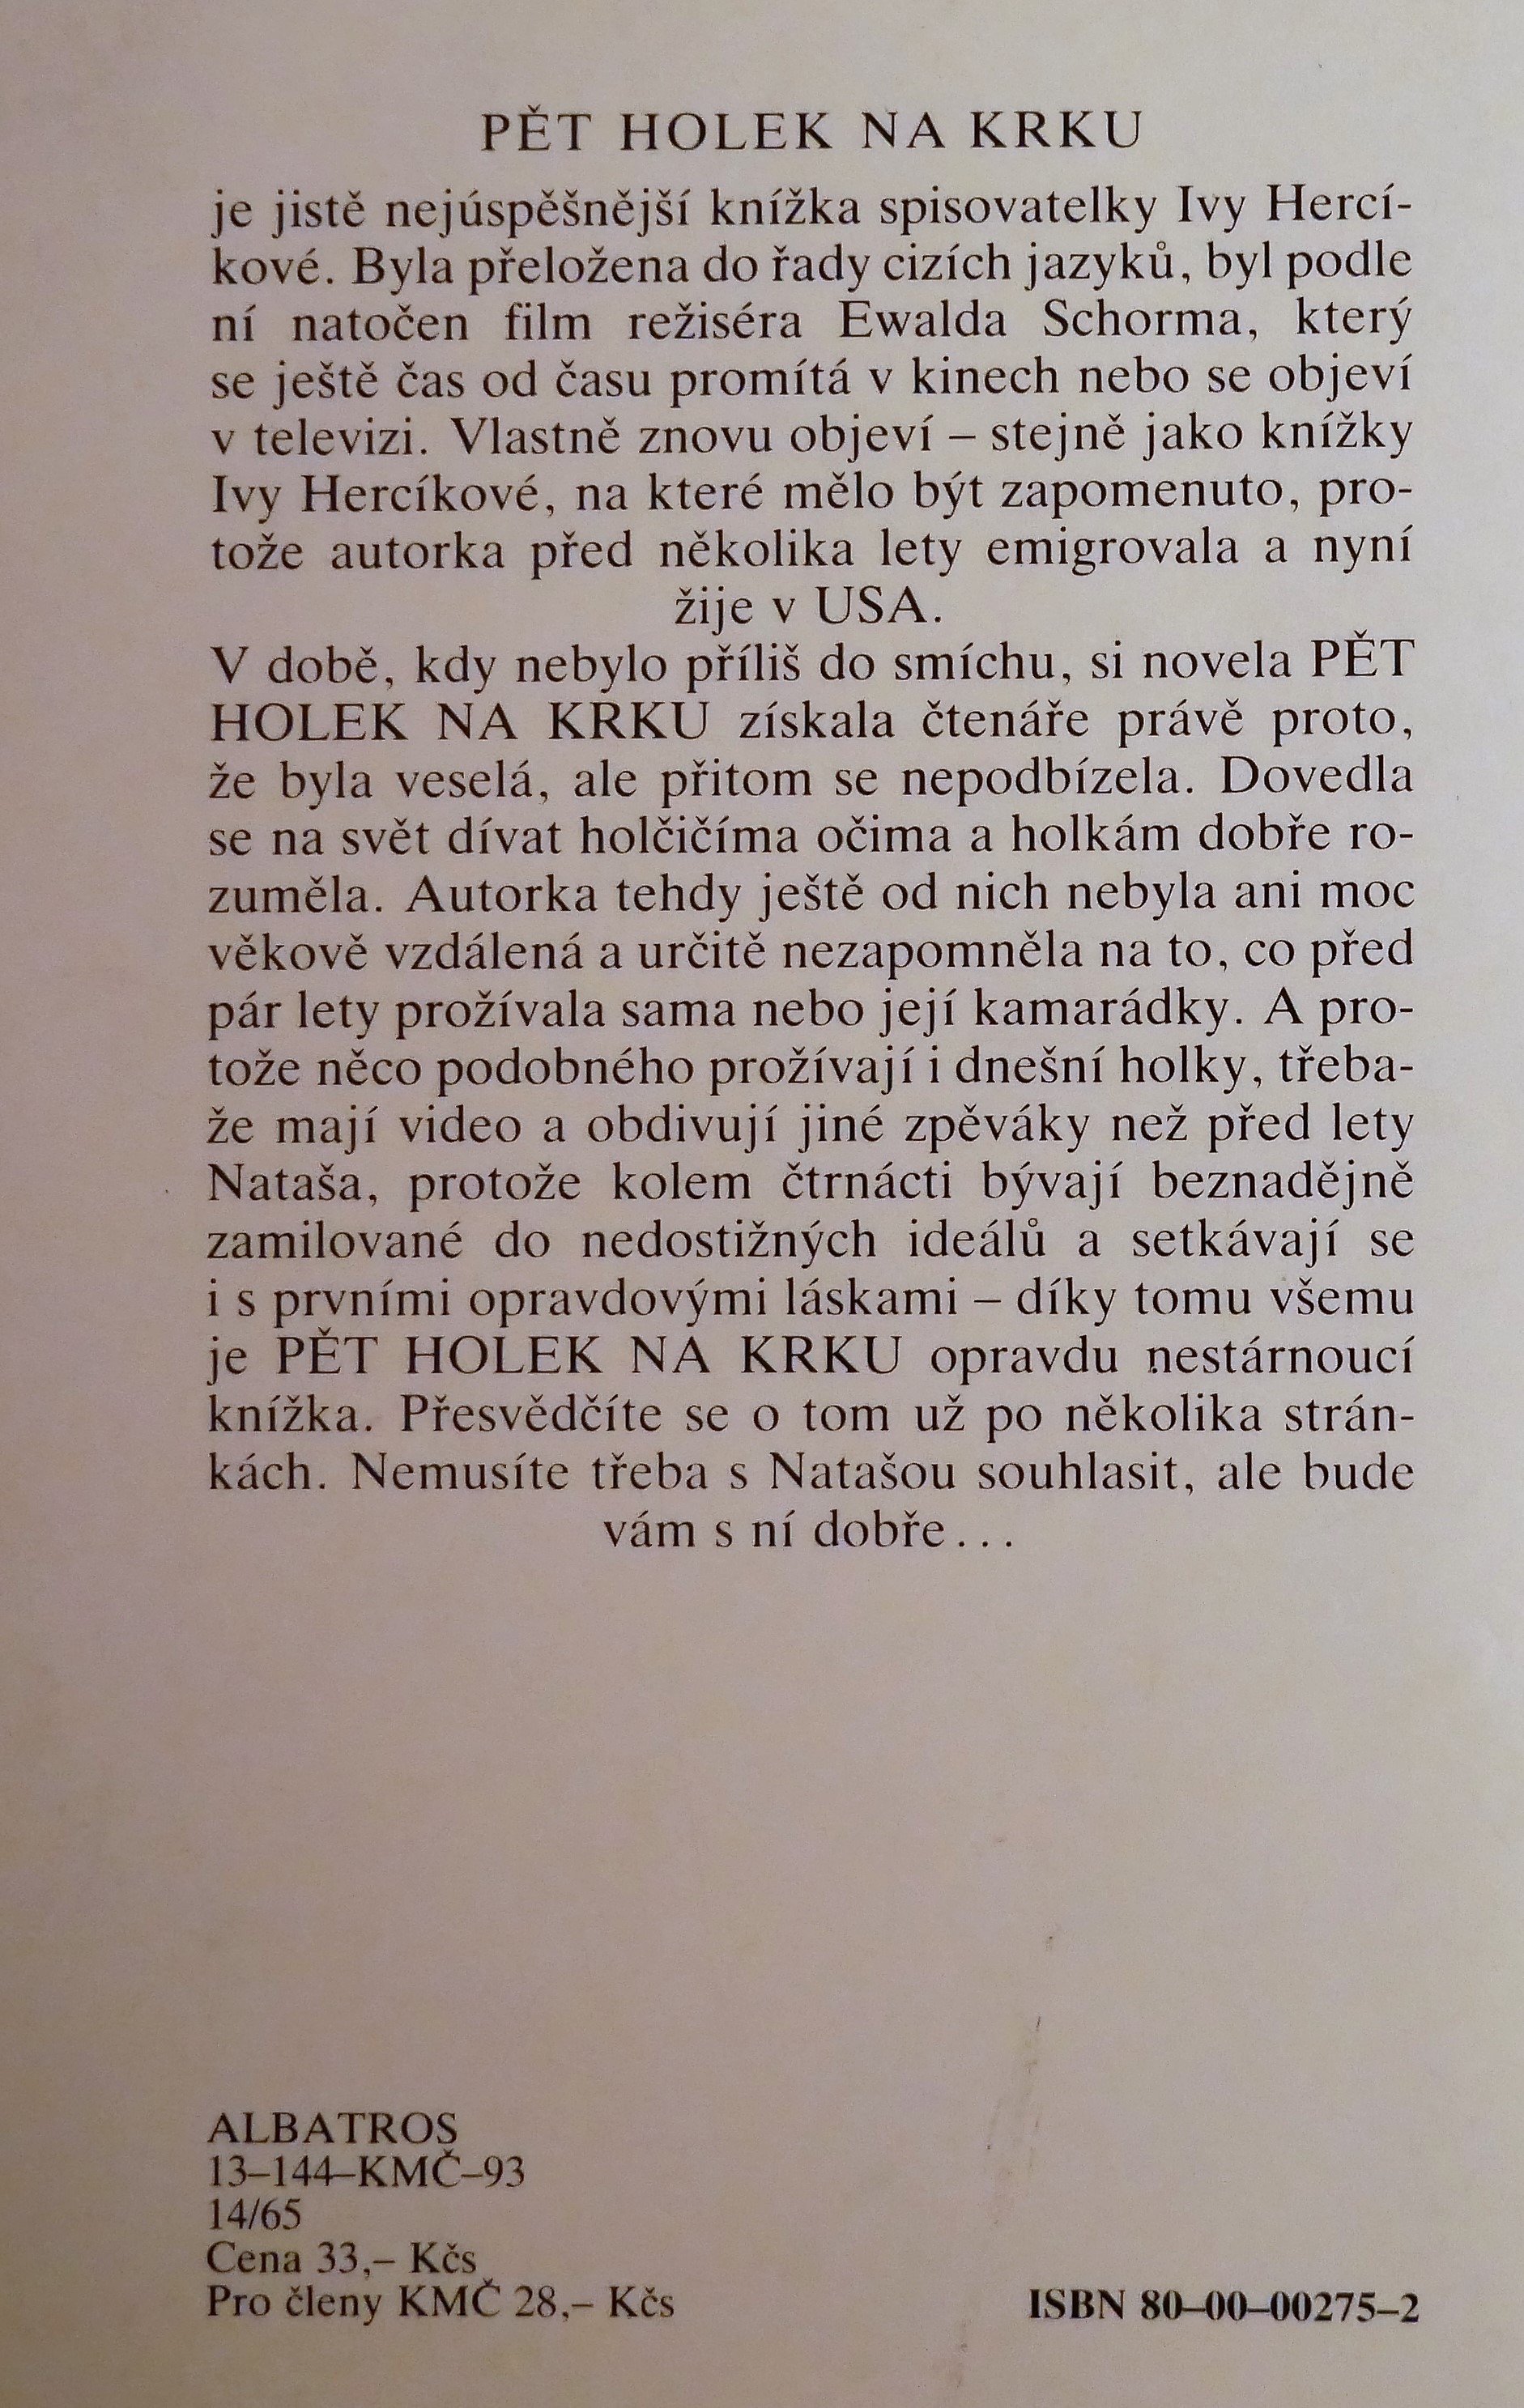 PĚT HOLEK NA KRKU
je jistě nejúspěšnější knížka spisovatelky Ivy Hercí-
kové. Byla přeložena do řady cizích jazyků, byl podle
ní natočen film režiséra Ewalda Schorma, který
se ještě čas od času promítá v kinech nebo se objeví
v televizi. Vlastně znovu objeví – stejně jako knížky
Ivy Hercíkové, na které mělo být zapomenuto, pro-
tože autorka před několika lety emigrovala a nyní
žije v USA.
V době, kdy nebylo příliš do smíchu, si novela PĚT
HOLEK NA KRKU získala čtenáře právě proto,
že byla veselá, ale přitom se nepodbízela. Dovedla
se na svět dívat holčičíma očima a holkám dobře ro-
zuměla. Autorka tehdy ještě od nich nebyla ani moc
věkově vzdálená a určitě nezapomněla na to, co před
pár lety prožívala sama nebo její kamarádky. A pro-
tože něco podobného prožívají i dnešní holky, třeba-
že mají video a obdivují jiné zpěváky než před lety
Nataša, protože kolem čtrnácti bývají beznadějně
zamilované do nedostižných ideálů a setkávají se
i s prvními opravdovými láskami – díky tomu všemu
je PĚT HOLEK NA KRKU opravdu nestárnoucí
knížka. Přesvědčíte se o tom už po několika strán-
kách. Nemusíte třeba s Natašou souhlasit, ale bude
vám s ní dobře...
ALBATROS
13–144–KMČ–93
14/65
Cena 33,– Kčs
Pro členy KMČ 28,– Kčs
ISBN 80–00–00275–2